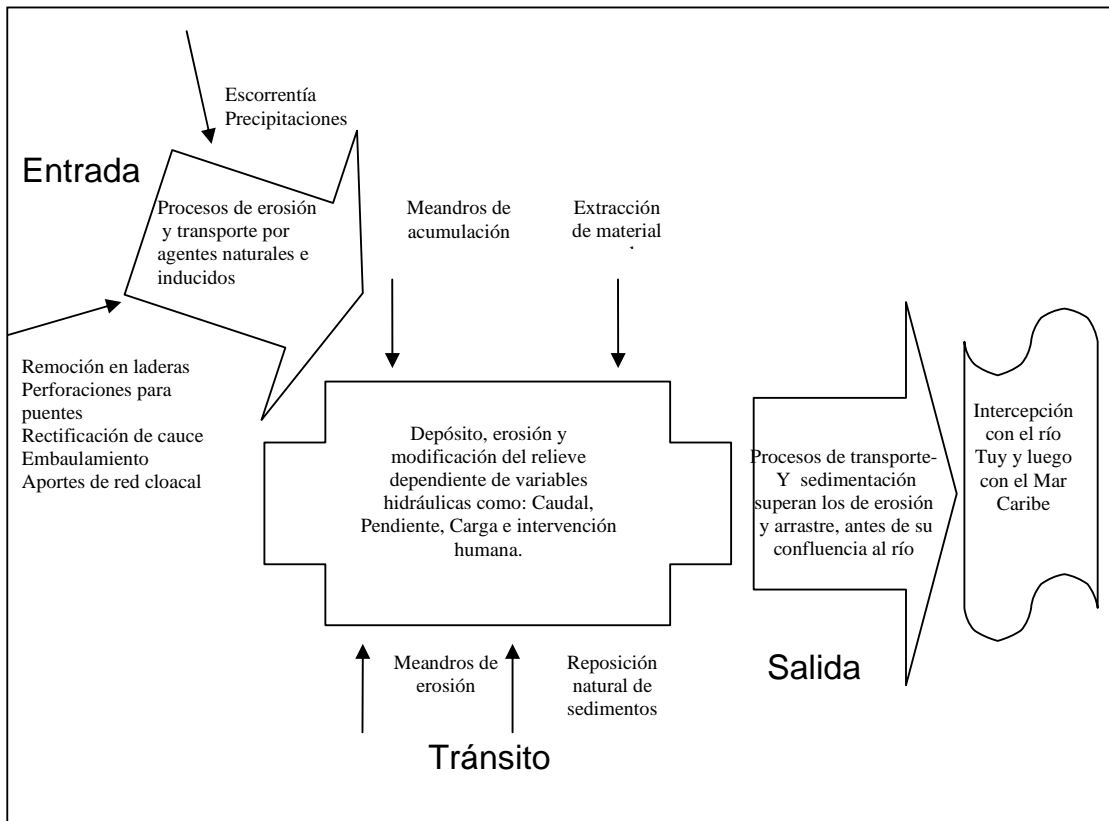 Escorrentía
Precipitaciones
Entrada
Procesos de erosión
y transporte por
agentes naturales e
inducidos
Remoción en laderas
Perforaciones para
puentes
Rectificación de cauce
Embaulamiento
Aportes de red cloacal
Meandros de
acumulación
Extracción
de material
Depósito, erosión y
modificación del relieve
dependiente de variables
hidráulicas como: Caudal,
Pendiente, Carga e intervención
humana.
Meandros de
erosión
Reposición
natural de
sedimentos
Tránsito
Procesos de transporte-
Y sedimentación
superan los de erosión
y arrastre, antes de su
confluencia al río
Salida
Intercepción
con el río
Tuy y luego
con el Mar
Caribe